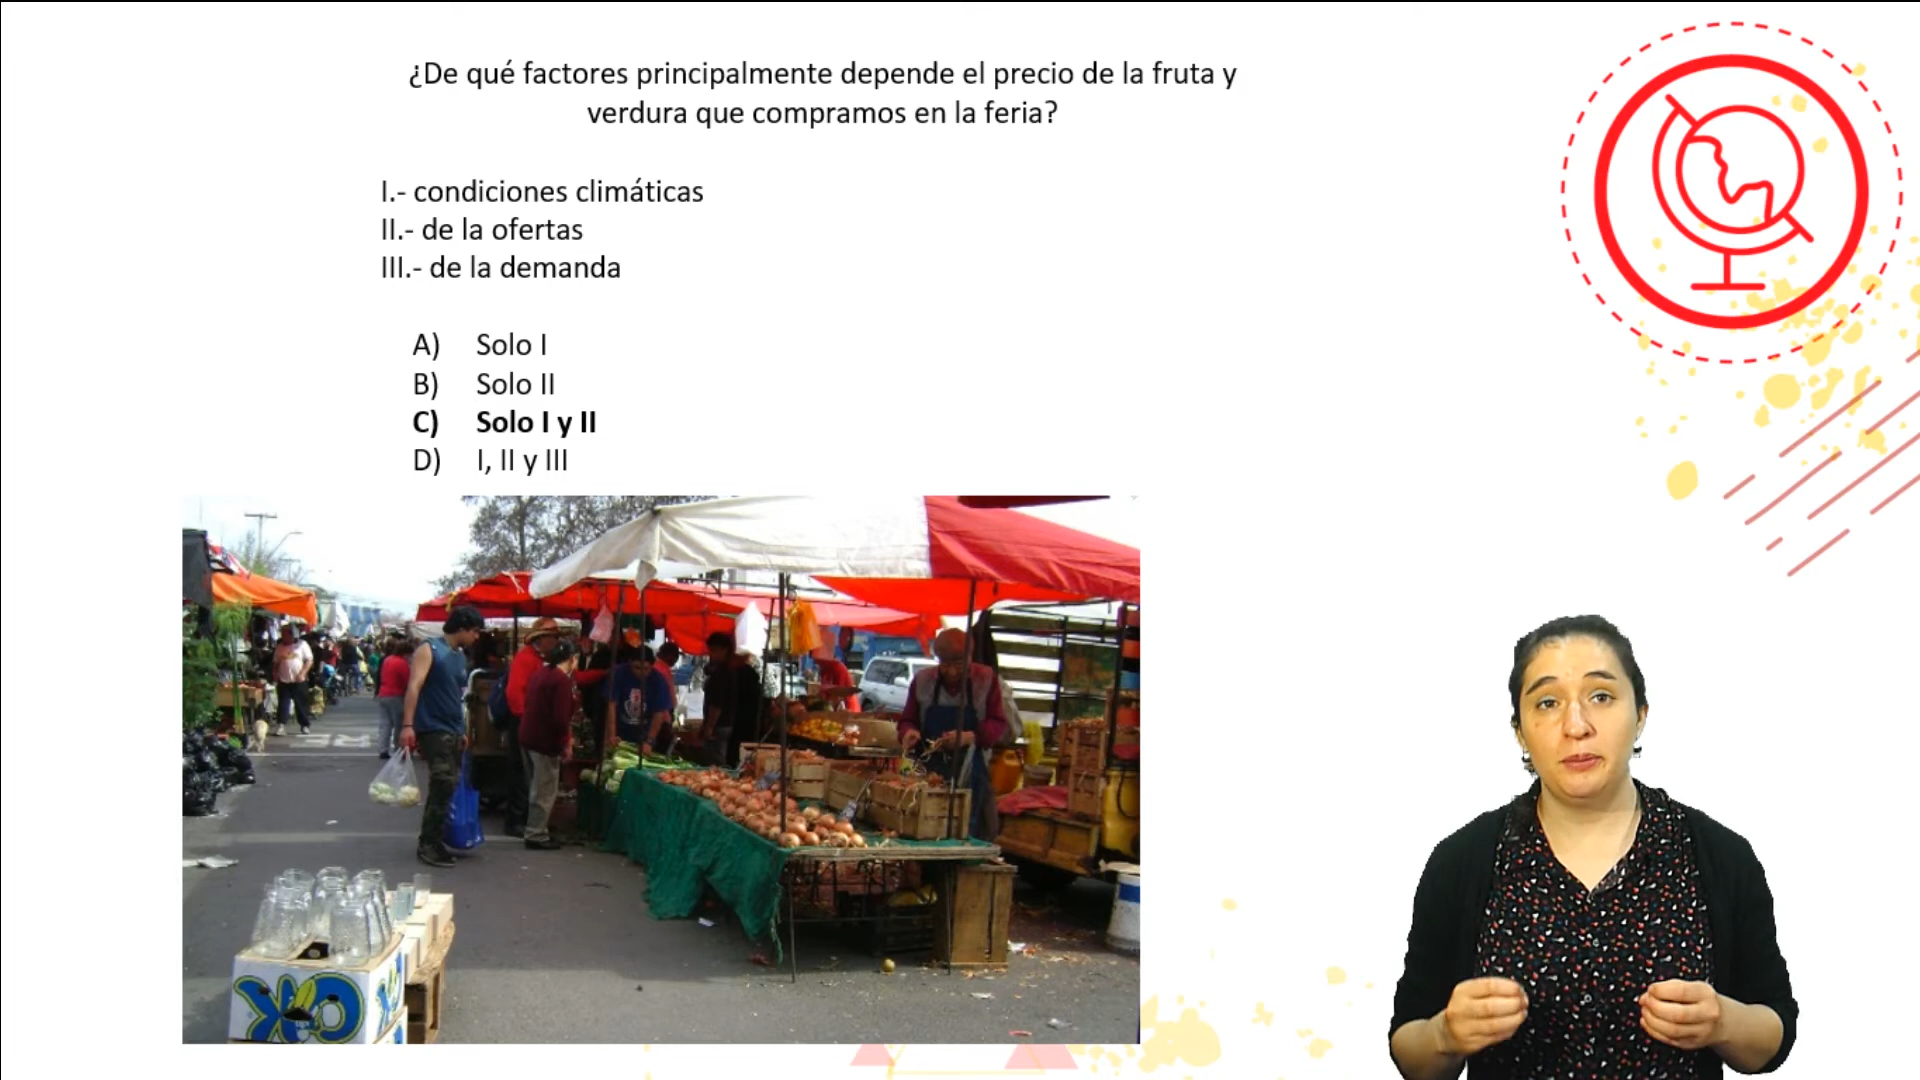 ¿De qué factores principalmente depende el precio de la fruta y
verdura que compramos en la feria?
I.- condiciones climáticas
II.- de la ofertas
III.- de la demanda
A) Solo I
B) Solo II
C) Solo I y II
D) I, II y III